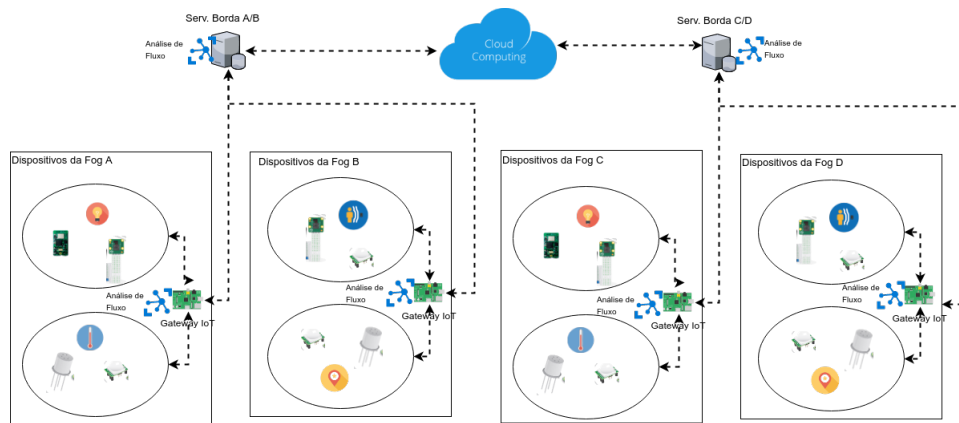 Serv. Borda A/B
Serv. Borda C/D
Análise de
Fluxo
Cloud
Computing
Análise de
Fluxo
Dispositivos da Fog A
Dispositivos da Fog B
Dispositivos da Fog C
Dispositivos da Fog D
Análise de
Fluxo
Gateway IoT
Análise de
Fluxo
Gateway IoT
Análise de
Fluxo
Gateway IoT
Análise de
Fluxo
Gateway IoT